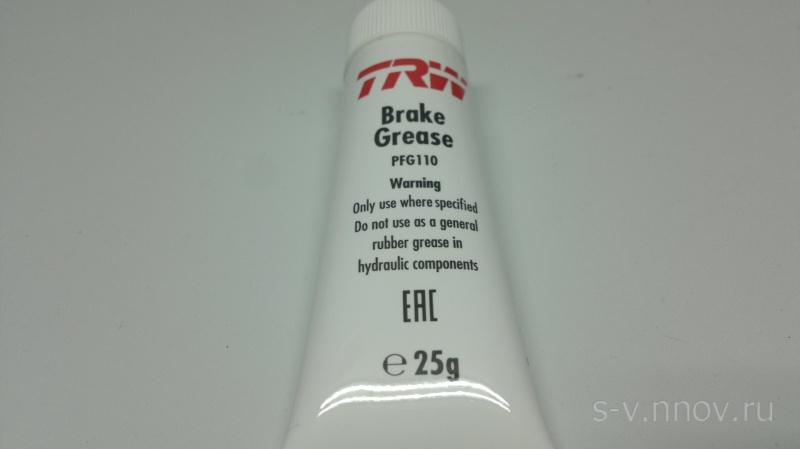 TRW
Brake
Grease
PFG110
Warning
Only use where specified
Do not use as a general
rubber grease in
hydraulic components
EAC
℮ 25g
s-v.nnov.ru